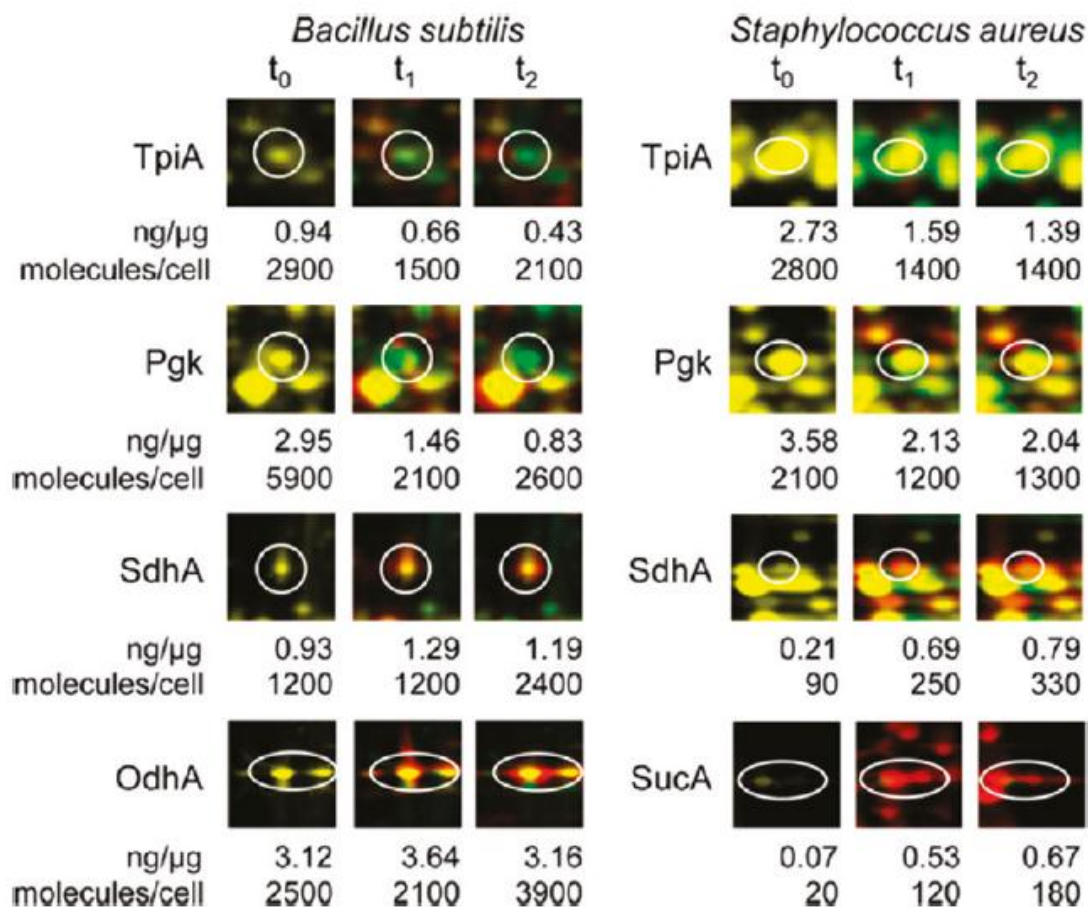 Bacillus subtilis Staphylococcus aureus
t0 t1 t2 t0 t1 t2
TpiA TpiA
ng/µg 0.94 0.66 0.43 2.73 1.59 1.39
molecules/cell 2900 1500 2100 2800 1400 1400
Pgk Pgk
ng/µg 2.95 1.46 0.83 3.58 2.13 2.04
molecules/cell 5900 2100 2600 2100 1200 1300
SdhA SdhA
ng/µg 0.93 1.29 1.19 0.21 0.69 0.79
molecules/cell 1200 1200 2400 90 250 330
OdhA SucA
ng/µg 3.12 3.64 3.16 0.07 0.53 0.67
molecules/cell 2500 2100 3900 20 120 180